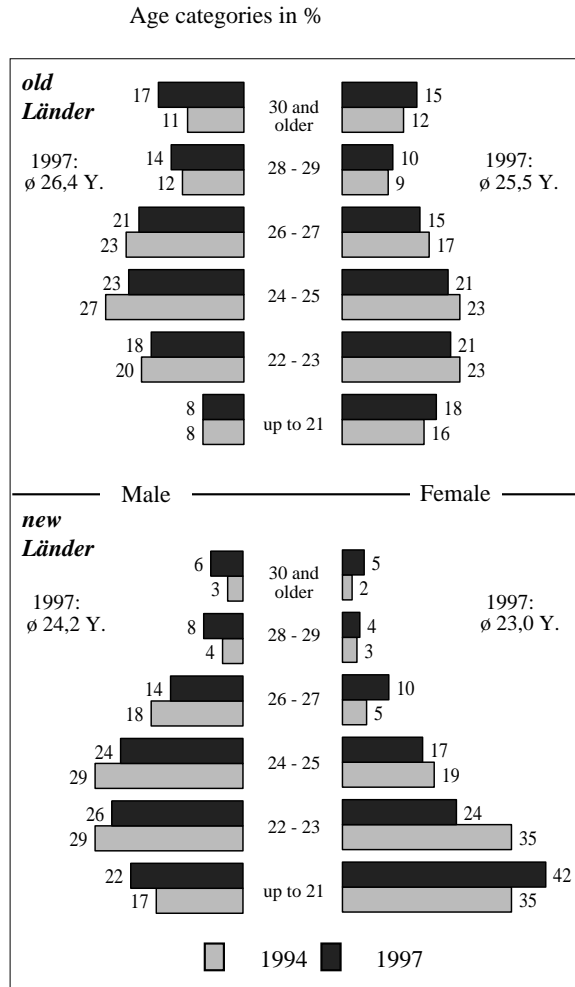 Age categories in %
old
Länder
17 30 and 15
11 older 12
1997: 14 28 - 29 10 1997:
ø 26,4 Y. 12 9 ø 25,5 Y.
21 26 - 27 15
23 17
23 24 - 25 21
27 23
18 22 - 23 21
20 23
8 up to 21 18
8 16
Male Female
new
Länder
6 30 and 5
3 older 2
1997: 8 28 - 29 4 1997:
ø 24,2 Y. 4 3 ø 23,0 Y.
14 26 - 27 10
18 5
24 24 - 25 17
29 19
26 22 - 23 24
29 35
22 up to 21 42
17 35
1994 1997